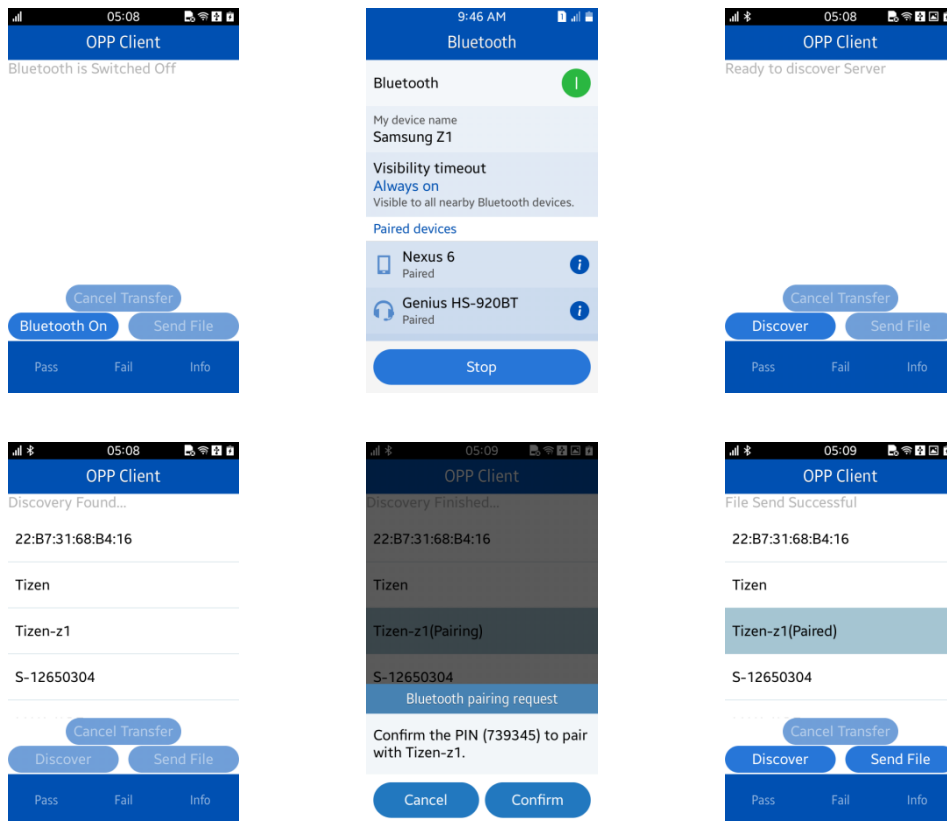 05:08
OPP Client
Bluetooth is Switched Off
Cancel Transfer
Bluetooth On
Send File
Pass
Fail
Info
9:46 AM
Bluetooth
Bluetooth
My device name
Samsung Z1
Visibility timeout
Always on
Visible to all nearby Bluetooth devices.
Paired devices
Nexus 6
Paired
Genius HS-920BT
Paired
Stop
05:08
OPP Client
Ready to discover Server
Cancel Transfer
Discover
Send File
Pass
Fail
Info
05:08
OPP Client
Discovery Found...
22:B7:31:68:B4:16
Tizen
Tizen-z1
S-12650304
Cancel Transfer
Discover
Send File
Pass
Fail
Info
05:09
OPP Client
Discovery Finished...
22:B7:31:68:B4:16
Tizen
Tizen-z1(Pairing)
S-12650304
Bluetooth pairing request
Confirm the PIN (739345) to pair
with Tizen-z1.
Cancel
Confirm
05:09
OPP Client
File Send Successful
22:B7:31:68:B4:16
Tizen
Tizen-z1(Paired)
S-12650304
Cancel Transfer
Discover
Send File
Pass
Fail
Info